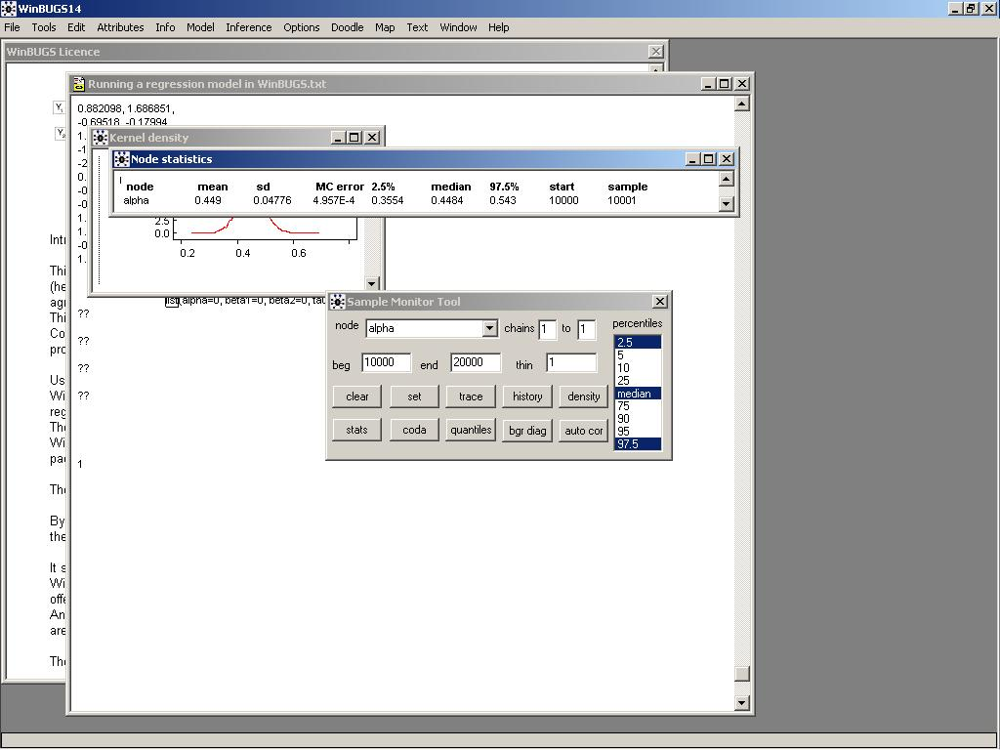 WinBUGS14
File Tools Edit Attributes Info Model Inference Options Doodle Map Text Window Help
WinBUGS Licence
Running a regression model in WinBUGS.txt
0.882098, 1.686851,
-0.69518, -0.17994
Kernel density
Node statistics
node mean sd MC error 2.5% median 97.5% start sample
alpha 0.449 0.04776 4.957E-4 0.3554 0.4484 0.543 10000 10001
2.5
0.0
0.2 0.4 0.6
list(alpha=0, beta1=0, beta2=0,
??
??
??
??
1
Sample Monitor Tool
node alpha chains 1 to 1 percentiles
beg 10000 end 20000 thin 1
2.5
5
10
25
median
75
90
95
97.5
clear set trace history density
stats coda quantiles bgr diag auto cor
Us
By
the
It s
are